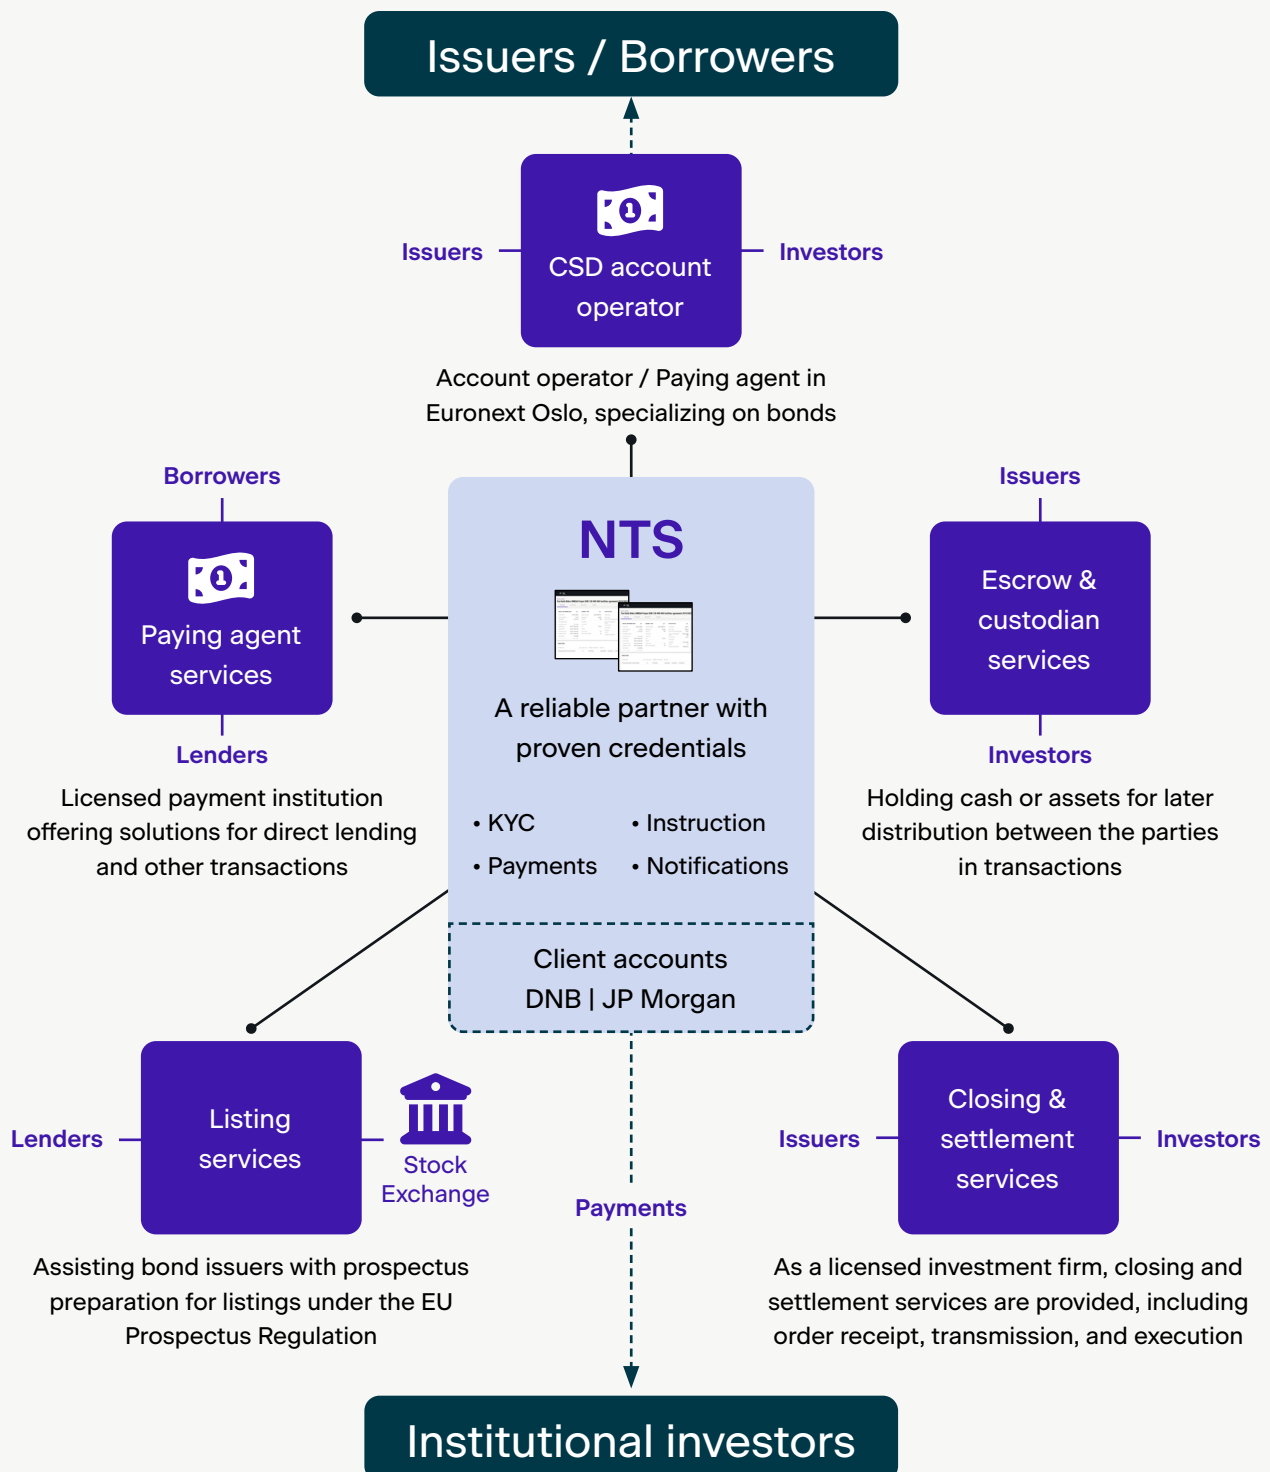 Issuers / Borrowers
Issuers
CSD account
operator
Investors
Account operator / Paying agent in
Euronext Oslo, specializing on bonds
Borrowers
Paying agent
services
Lenders
Licensed payment institution
offering solutions for direct lending
and other transactions
NTS
A reliable partner with
proven credentials
• KYC
• Instruction
• Payments
• Notifications
Client accounts
DNB | JP Morgan
Issuers
Escrow &
custodian
services
Investors
Holding cash or assets for later
distribution between the parties
in transactions
Lenders
Listing
services
Stock
Exchange
Assisting bond issuers with prospectus
preparation for listings under the EU
Prospectus Regulation
Payments
Issuers
Closing &
settlement
services
Investors
As a licensed investment firm, closing and
settlement services are provided, including
order receipt, transmission, and execution
Institutional investors